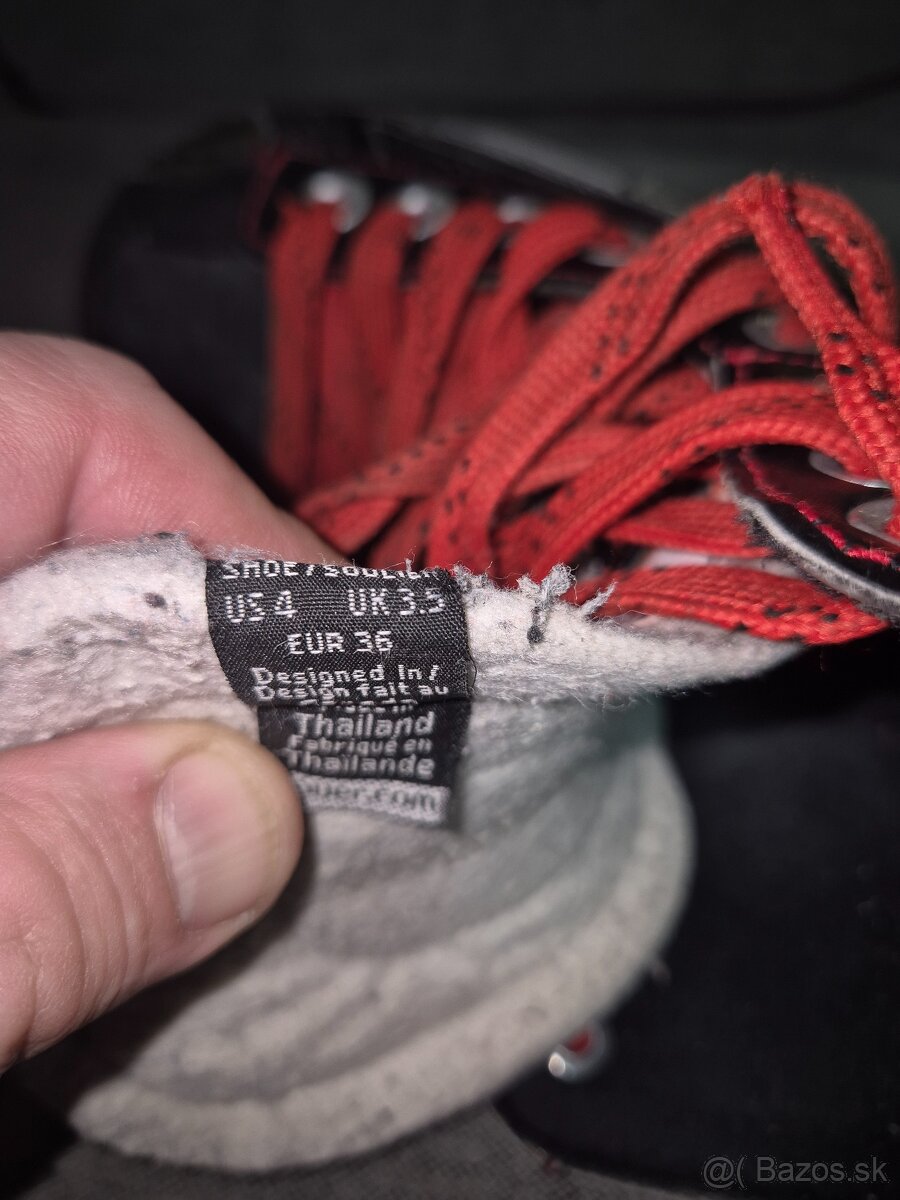 SHOE / SOULIER
US 4 UK 3.5
EUR 36
Designed in /
Design fait au
Thailand
Fabriqué en
Thaïlande
@( Bazos.sk